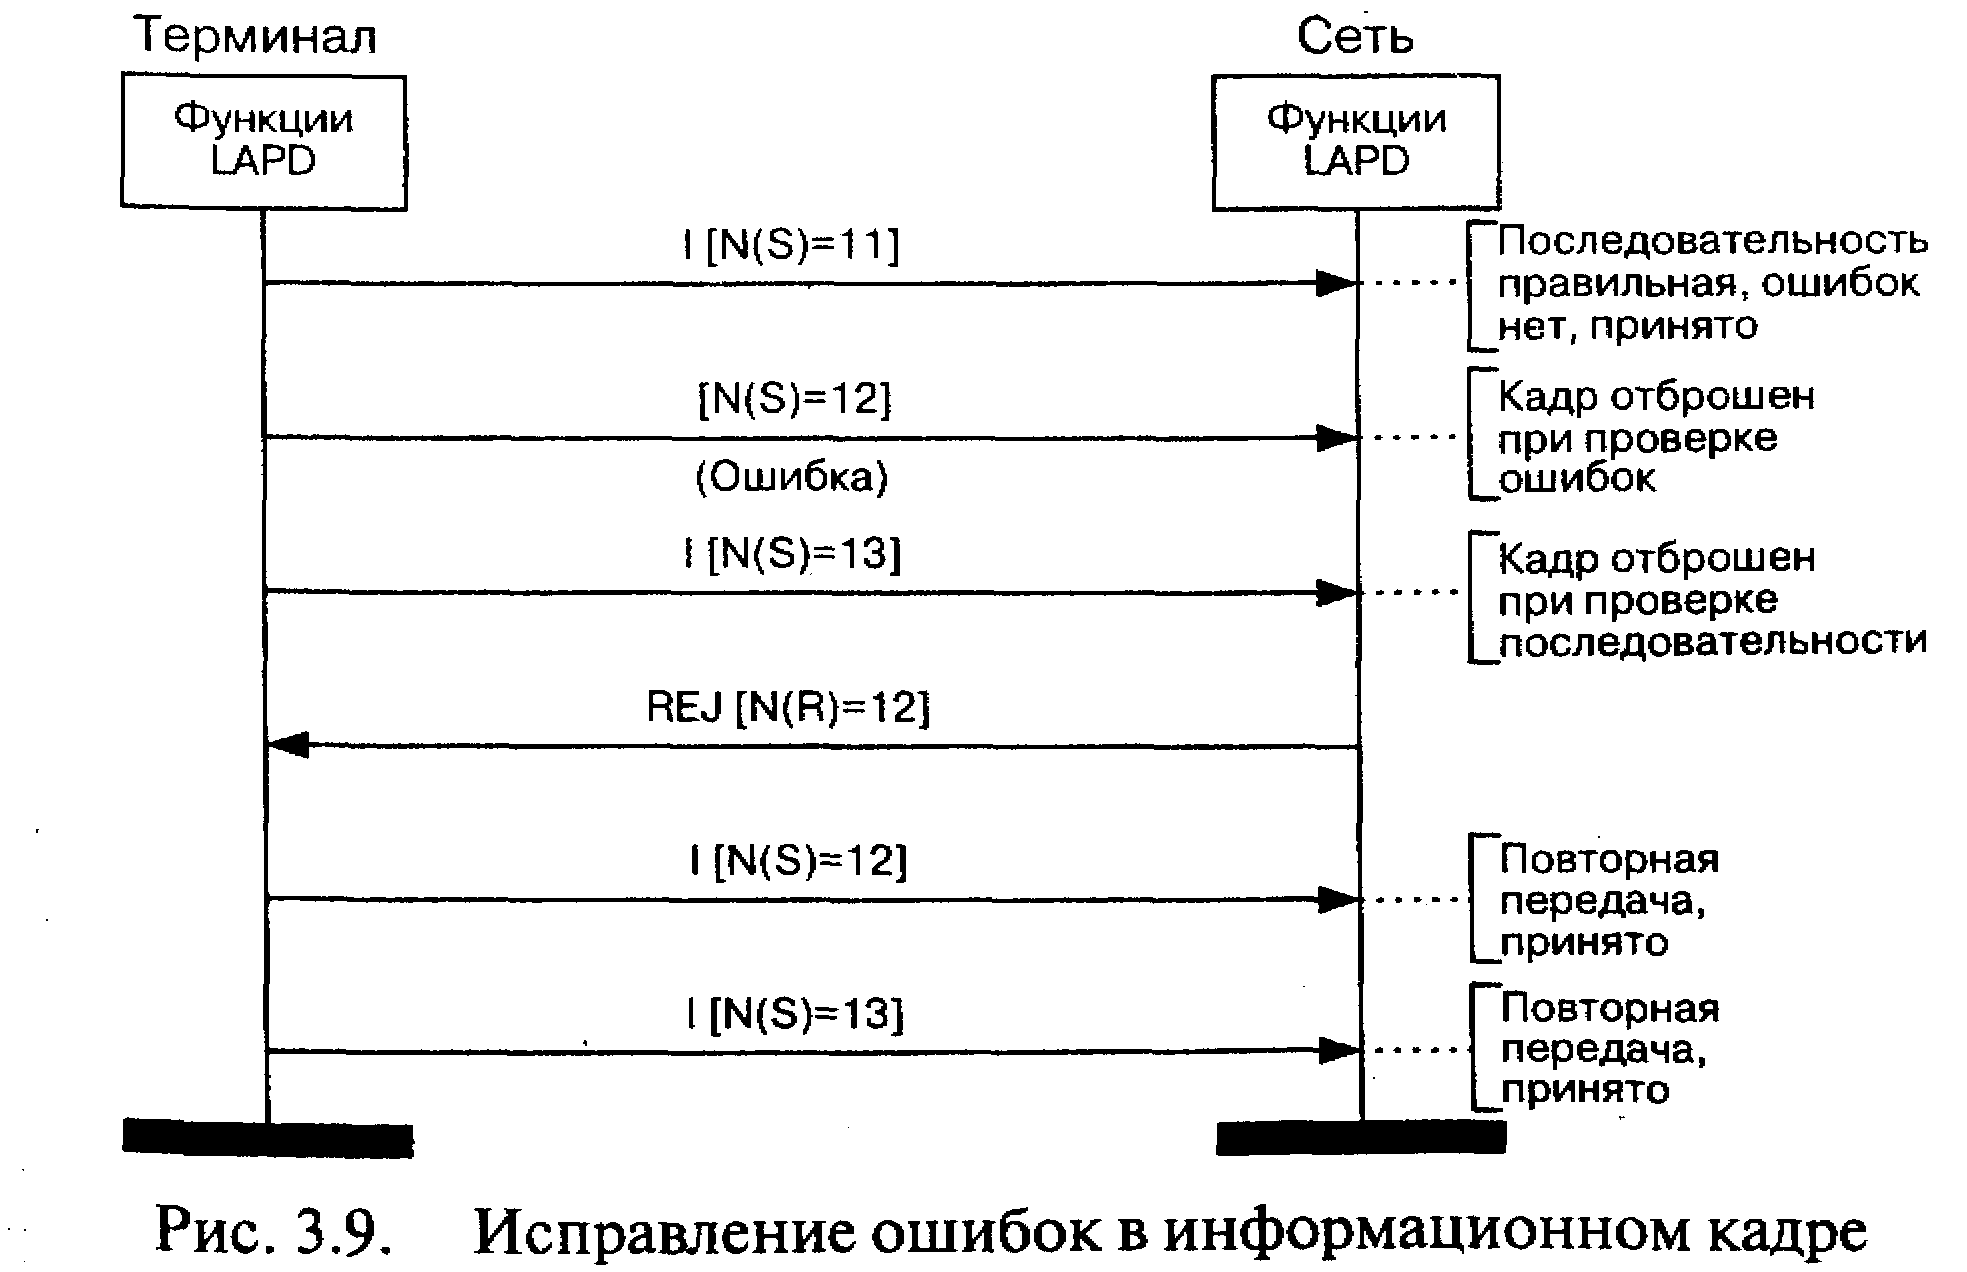 Терминал
Сеть
Функции
LAPD
Функции
LAPD
I [N(S)=11]
Последовательность
правильная, ошибок
нет, принято
[N(S)=12]
(Ошибка)
Кадр отброшен
при проверке
ошибок
I [N(S)=13]
Кадр отброшен
при проверке
последовательности
REJ [N(R)=12]
I [N(S)=12]
Повторная
передача,
принято
I [N(S)=13]
Повторная
передача,
принято
Рис. 3.9. Исправление ошибок в информационном кадре